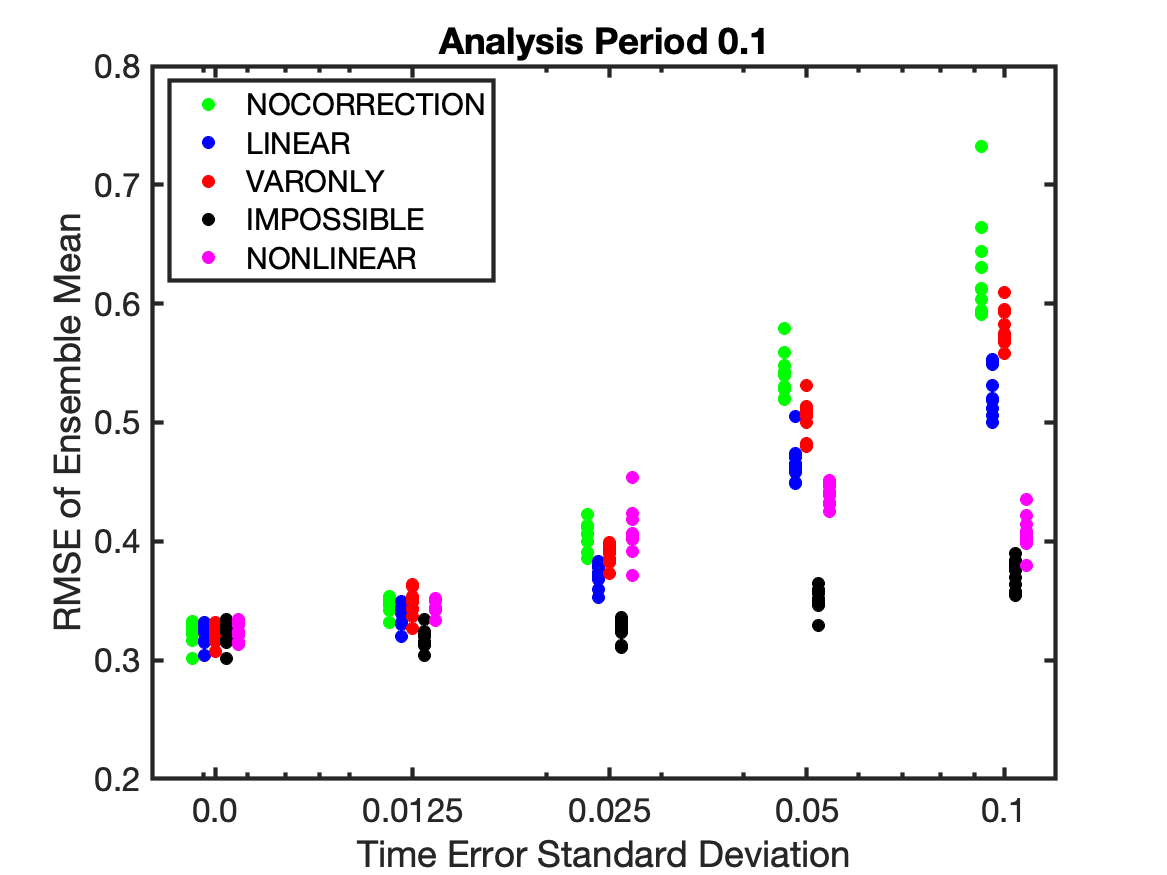 Analysis Period 0.1
0.8
0.7
0.6
0.5
0.4
0.3
0.2
RMSE of Ensemble Mean
NOCORRECTION
LINEAR
VARONLY
IMPOSSIBLE
NONLINEAR
0.0 0.0125 0.025 0.05 0.1
Time Error Standard Deviation